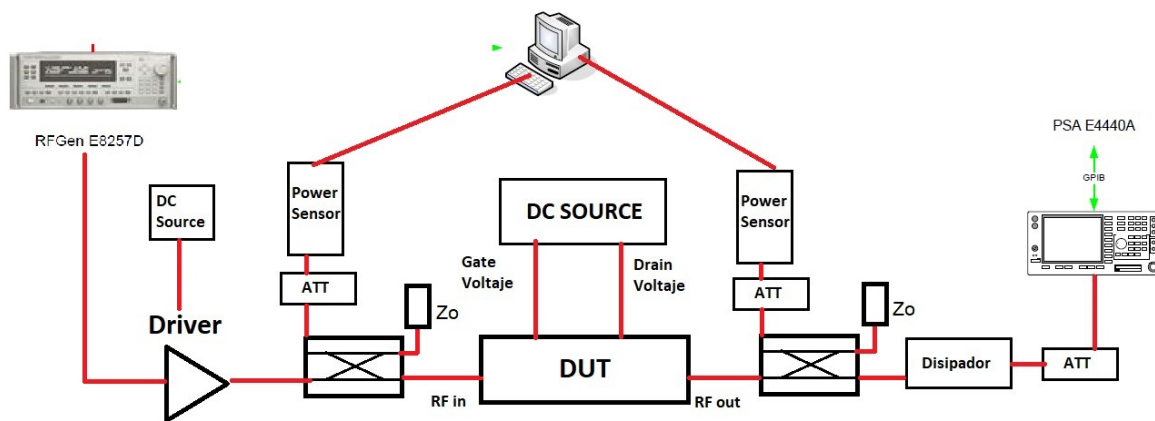 RFGen E8257D
PSA E4440A
GPIB
DC
Source
Power
Sensor
DC SOURCE
Power
Sensor
Gate
Voltaje
Drain
Voltaje
ATT
ATT
Zo
Zo
Driver
DUT
Disipador
ATT
RF in
RF out